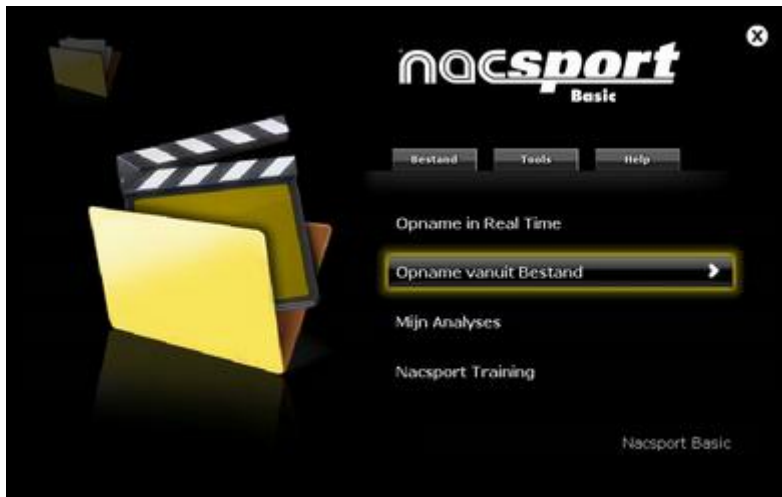 nacsport
Basic
Bestand Tools Help
Opname in Real Time
Opname vanuit Bestand
Mijn Analyses
Nacsport Training
Nacsport Basic